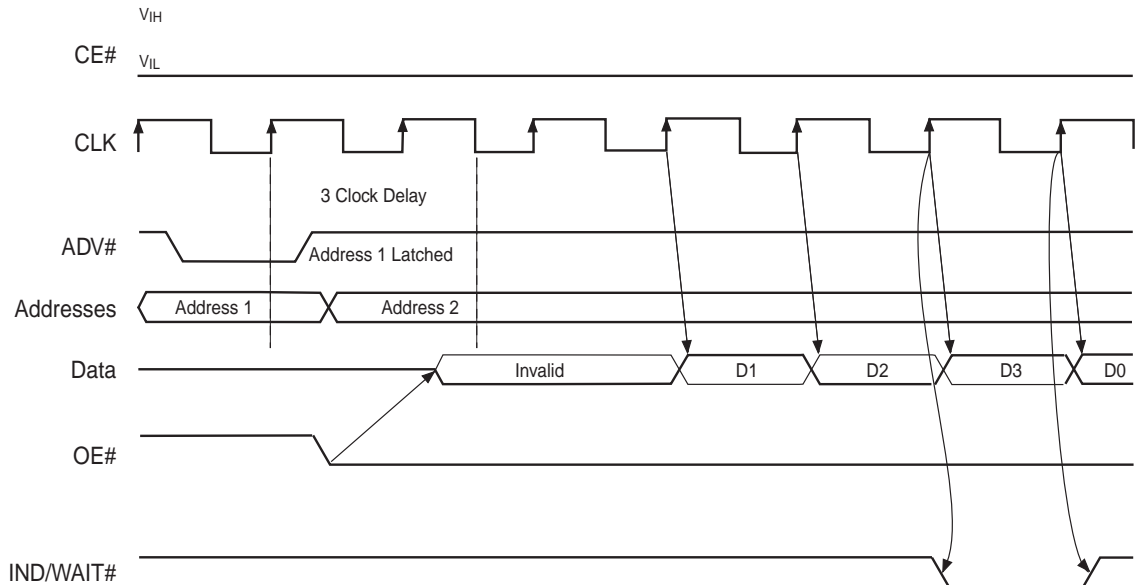 VIH
CE# VIL
CLK
3 Clock Delay
ADV# Address 1 Latched
Addresses Address 1 Address 2
Data Invalid D1 D2 D3 D0
OE#
IND/WAIT#